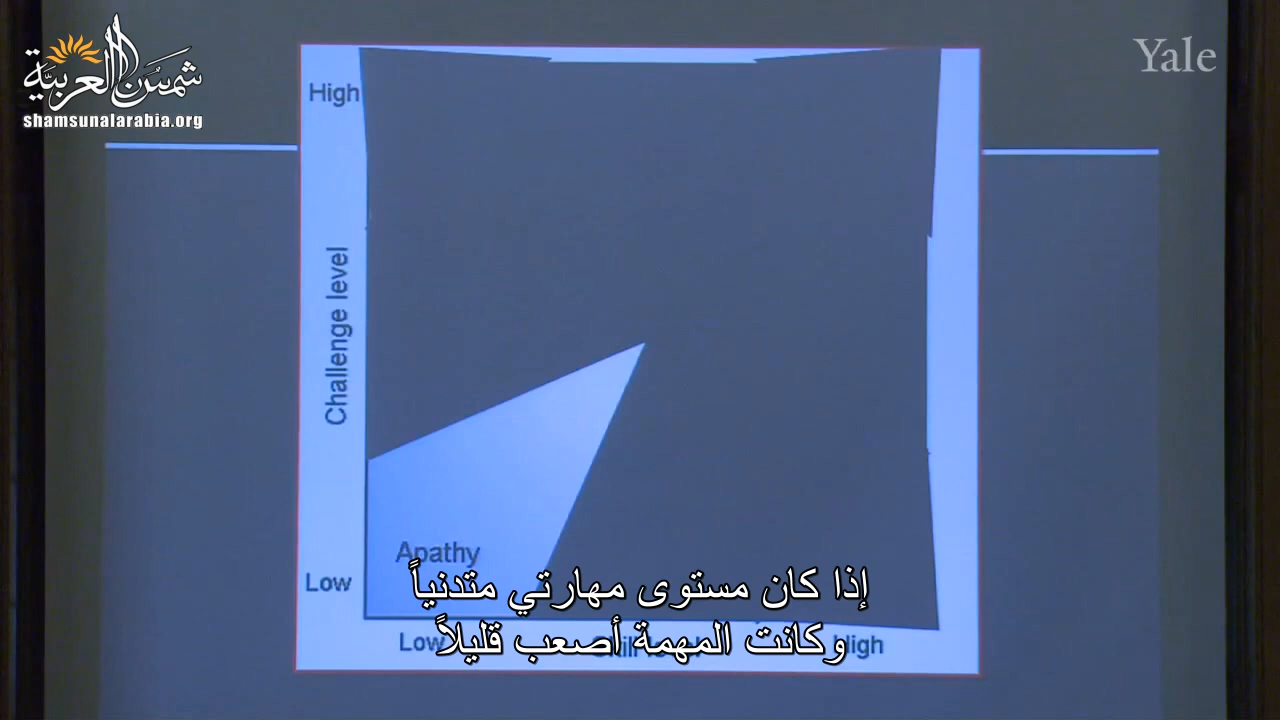 شمس العربية
shamsunalarabia.org
Yale
High
Challenge level
Apathy
Low
Low
High
إذا كان مستوى مهارتي متدنياً
وكانت المهمة أصعب قليلاً